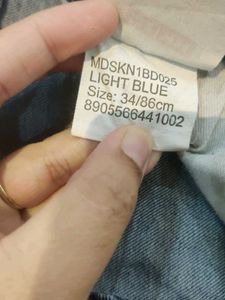 MDSKN1BD025
LIGHT BLUE
Size: 34/86cm
8905566441002